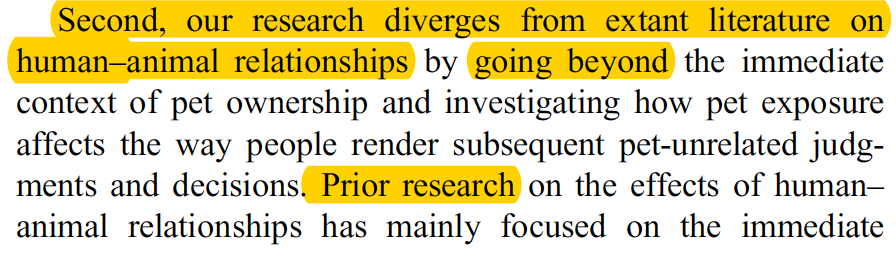 Second, our research diverges from extant literature on
human–animal relationships by going beyond the immediate
context of pet ownership and investigating how pet exposure
affects the way people render subsequent pet-unrelated judg-
ments and decisions. Prior research on the effects of human–
animal relationships has mainly focused on the immediate